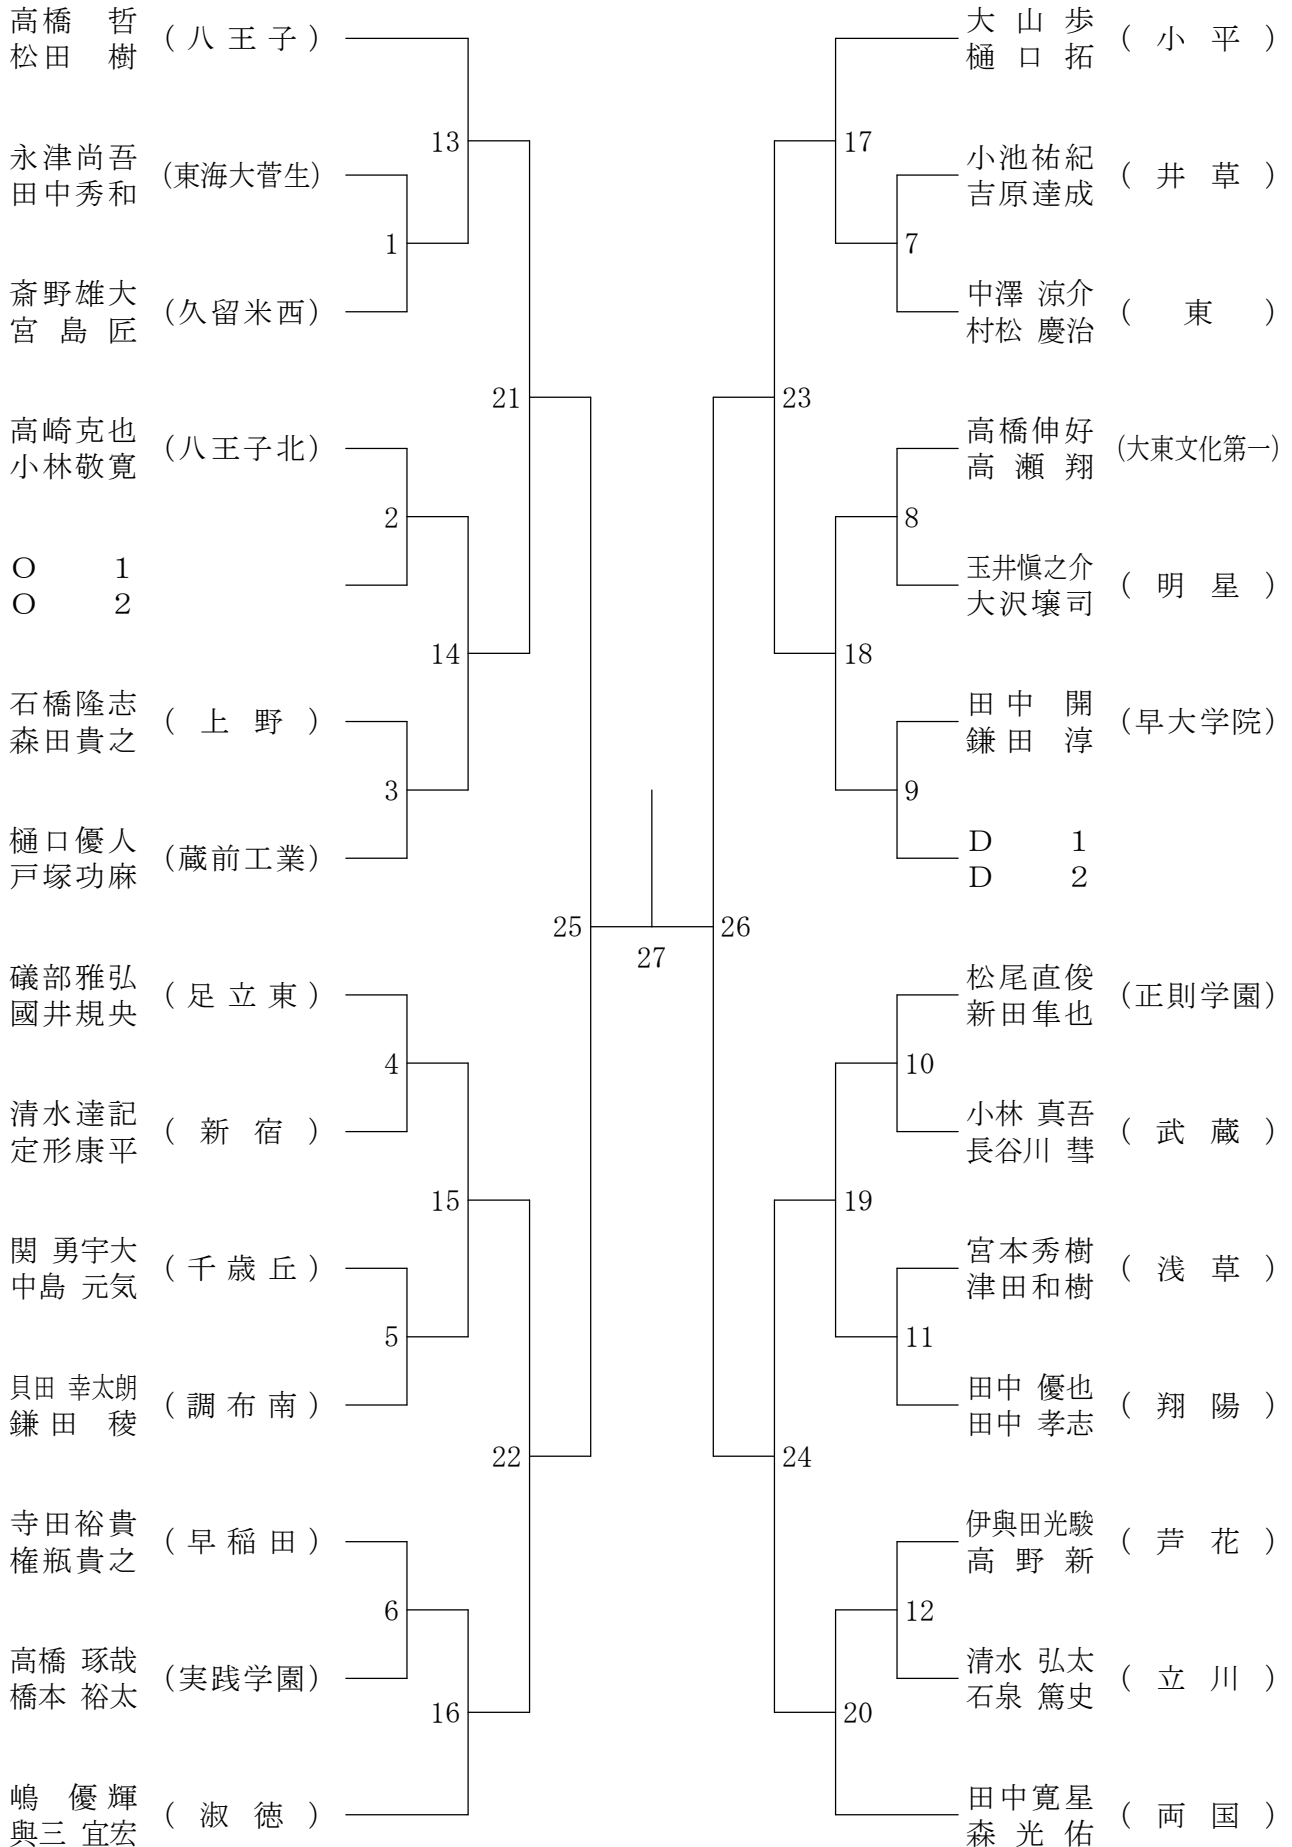 高橋 哲
松田 樹
(八王子)
永津尚吾
田中秀和
(東海大菅生)
斎野雄大
宮島匠
(久留米西)
高崎克也
小林敬寛
(八王子北)
O 1
O 2
石橋隆志
森田貴之
(上野)
樋口優人
戸塚功麻
(蔵前工業)
礒部雅弘
國井規央
(足立東)
清水達記
定形康平
(新宿)
関 勇宇大
中島 元気
(千歳丘)
貝田 幸太朗
鎌田 稜
(調布南)
寺田裕貴
権瓶貴之
(早稲田)
高橋 琢哉
橋本 裕太
(実践学園)
嶋 優輝
與三 宜宏
(淑徳)
1
2
3
4
5
6
13
14
15
16
21
22
25
27
26
23
24
17
18
19
20
7
8
9
10
11
12
大山歩
樋口拓
(小平)
小池祐紀
吉原達成
(井草)
中澤 涼介
村松 慶治
(東)
高橋伸好
高瀬翔
(大東文化第一)
玉井愼之介
大沢壌司
(明星)
田中 開
鎌田 淳
(早大学院)
D 1
D 2
松尾直俊
新田隼也
(正則学園)
小林 真吾
長谷川 彗
(武蔵)
宮本秀樹
津田和樹
(浅草)
田中 優也
田中 孝志
(翔陽)
伊與田光駿
高野新
(芦花)
清水 弘太
石泉 篤史
(立川)
田中寛星
森光佑
(両国)